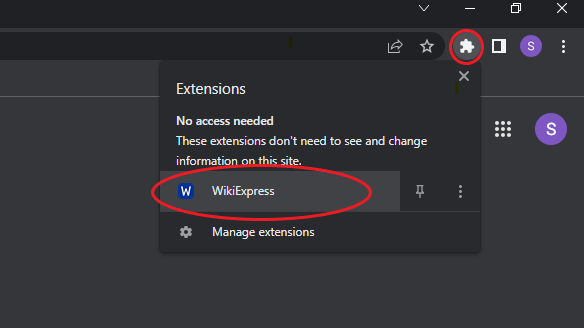 S
Extensions
No access needed
These extensions don't need to see and change
information on this site.
S
W WikiExpress
Manage extensions